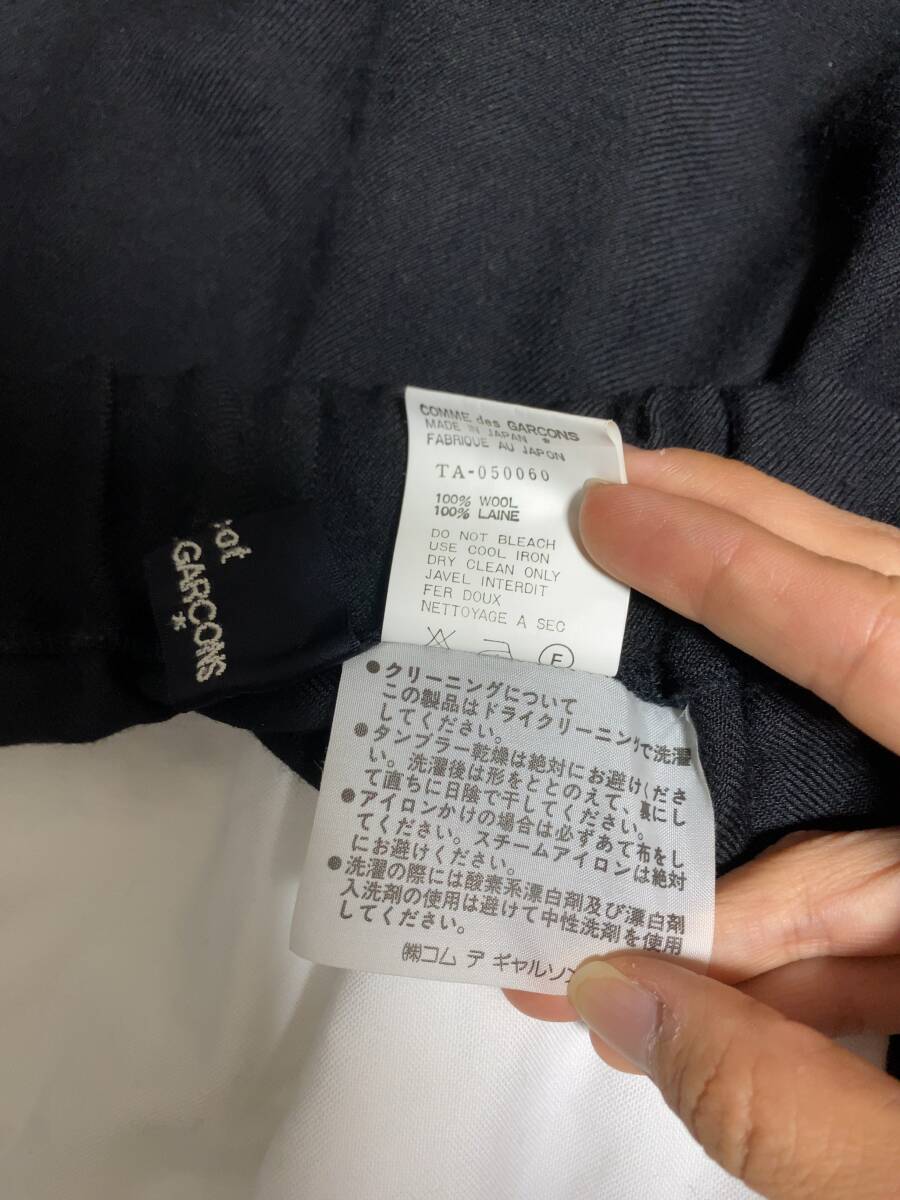 COMME des GARCONS
MADE IN JAPAN *
FABRIQUE AU JAPON
TA-050060
100% WOOL
100% LAINE
DO NOT BLEACH
USE COOL IRON
DRY CLEAN ONLY
JAVEL INTERDIT
FER DOUX
NETTOYAGE A SEC
F
GARCONS
*
●クリーニングについて
この製品はドライクリーニングで洗濯
してください。
●タンブラー乾燥は絶対にお避けくださ
い。洗濯後は形をととのえて、裏にし
て直ちに日陰で干してください。
●アイロンかけの場合は必ずあて布をし
てください。スチームアイロンは絶対
にお避けください。
●洗濯の際には酸素系漂白剤及び漂白剤
入洗剤の使用は避けて中性洗剤を使用
してください。
㈱コム デ ギャルソン